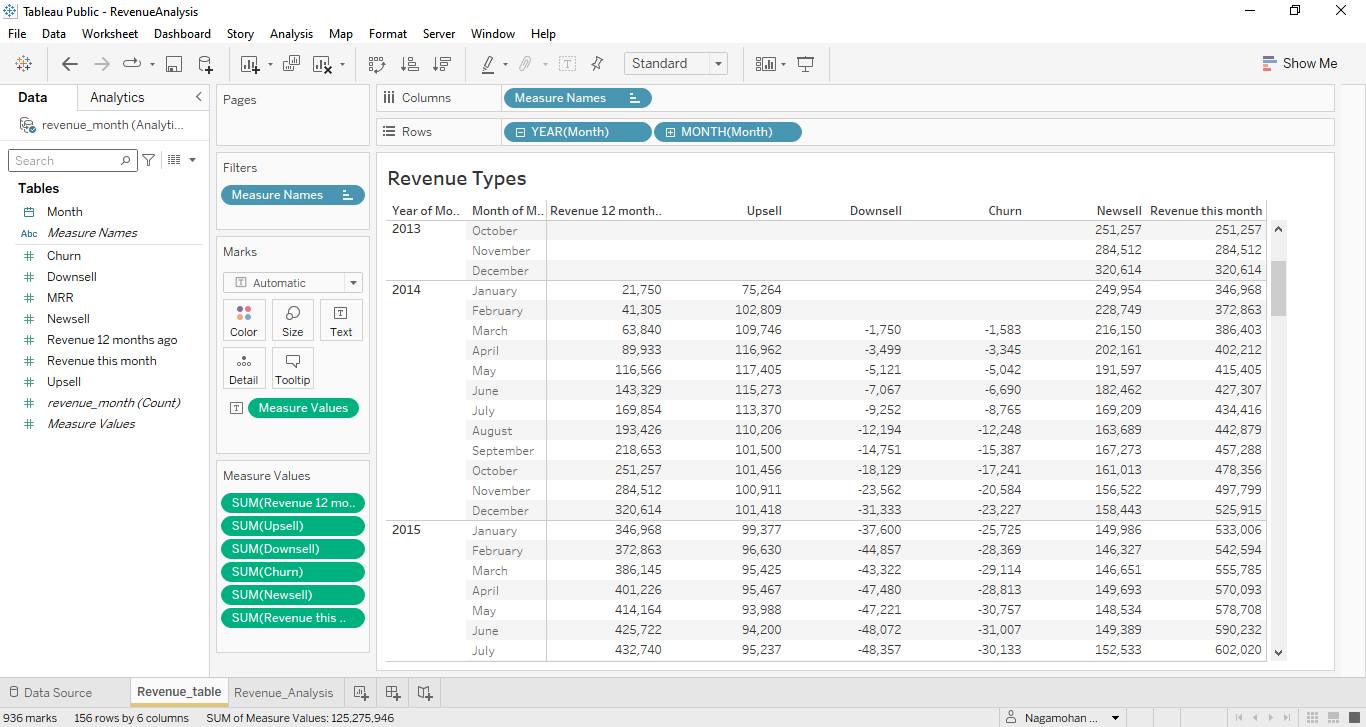 Tableau Public - RevenueAnalysis
File Data Worksheet Dashboard Story Analysis Map Format Server Window Help
Standard
Show Me
Data Analytics
revenue_month (Analyti...
Search
Tables
Month
Abc Measure Names
Churn
Downsell
MRR
Newsell
Revenue 12 months ago
Revenue this month
Upsell
revenue_month (Count)
Measure Values
Pages
Filters
Measure Names
Marks
Automatic
Color Size Text
Detail Tooltip
Measure Values
Measure Values
SUM(Revenue 12 mo..
SUM(Upsell)
SUM(Downsell)
SUM(Churn)
SUM(Newsell)
SUM(Revenue this ..
Columns Measure Names
Rows YEAR(Month) MONTH(Month)
Revenue Types
Year of Mo.. Month of M.. Revenue 12 month.. Upsell Downsell Churn Newsell Revenue this month
2013 October 251,257 251,257
November 284,512 284,512
December 320,614 320,614
2014 January 21,750 75,264 249,954 346,968
February 41,305 102,809 228,749 372,863
March 63,840 109,746 -1,750 -1,583 216,150 386,403
April 89,933 116,962 -3,499 -3,345 202,161 402,212
May 116,566 117,405 -5,121 -5,042 191,597 415,405
June 143,329 115,273 -7,067 -6,690 182,462 427,307
July 169,854 113,370 -9,252 -8,765 169,209 434,416
August 193,426 110,206 -12,194 -12,248 163,689 442,879
September 218,653 101,500 -14,751 -15,387 167,273 457,288
October 251,257 101,456 -18,129 -17,241 161,013 478,356
November 284,512 100,911 -23,562 -20,584 156,522 497,799
December 320,614 101,418 -31,333 -23,227 158,443 525,915
2015 January 346,968 99,377 -37,600 -25,725 149,986 533,006
February 372,863 96,630 -44,857 -28,369 146,327 542,594
March 386,145 95,425 -43,322 -29,114 146,651 555,785
April 401,226 95,467 -47,480 -28,813 149,693 570,093
May 414,164 93,988 -47,221 -30,757 148,534 578,708
June 425,722 94,200 -48,072 -31,007 149,389 590,232
July 432,740 95,237 -48,357 -30,133 152,533 602,020
Data Source Revenue_table Revenue_Analysis
936 marks 156 rows by 6 columns SUM of Measure Values: 125,275,946 Nagamohan ...